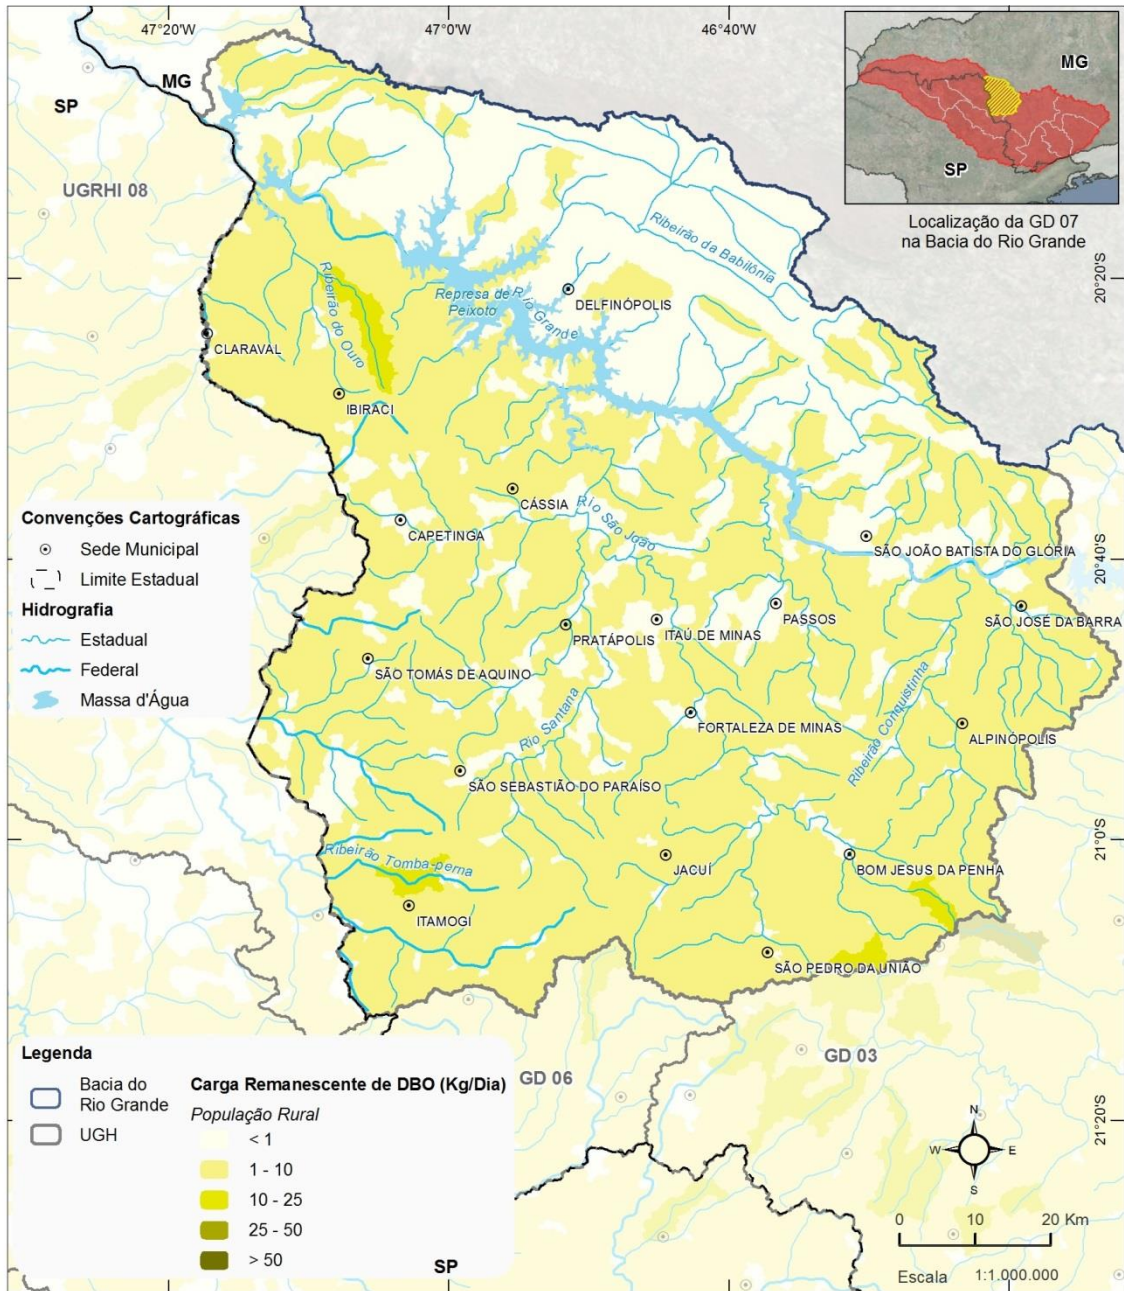 47°20'W
47°0'W
46°40'W
MG
SP
UGRHI 08
MG
SP
Localização da GD 07
na Bacia do Rio Grande
20°20'S
20°40'S
21°0'S
21°20'S
Ribeirão da Babilônia
Ribeirão do Ouro
Represa de
Peixoto
Rio Grande
DELFINÓPOLIS
CLARAVAL
IBIRACI
CÁSSIA
CAPETINGA
Rio São João
SÃO JOÃO BATISTA DO GLÓRIA
PASSOS
SÃO JOSÉ DA BARRA
ITAÚ DE MINAS
PRATÁPOLIS
SÃO TOMÁS DE AQUINO
Rio Santana
FORTALEZA DE MINAS
Ribeirão Conquistinha
ALPINÓPOLIS
SÃO SEBASTIÃO DO PARAÍSO
Ribeirão Tomba-perna
JACUÍ
BOM JESUS DA PENHA
ITAMOGI
SÃO PEDRO DA UNIÃO
GD 06
GD 03
SP
Convenções Cartográficas
Sede Municipal
Limite Estadual
Hidrografia
Estadual
Federal
Massa d'Água
Legenda
Bacia do
Rio Grande
UGH
Carga Remanescente de DBO (Kg/Dia)
População Rural
< 1
1 - 10
10 - 25
25 - 50
> 50
N
W
E
S
0 10 20 Km
Escala 1:1.000.000